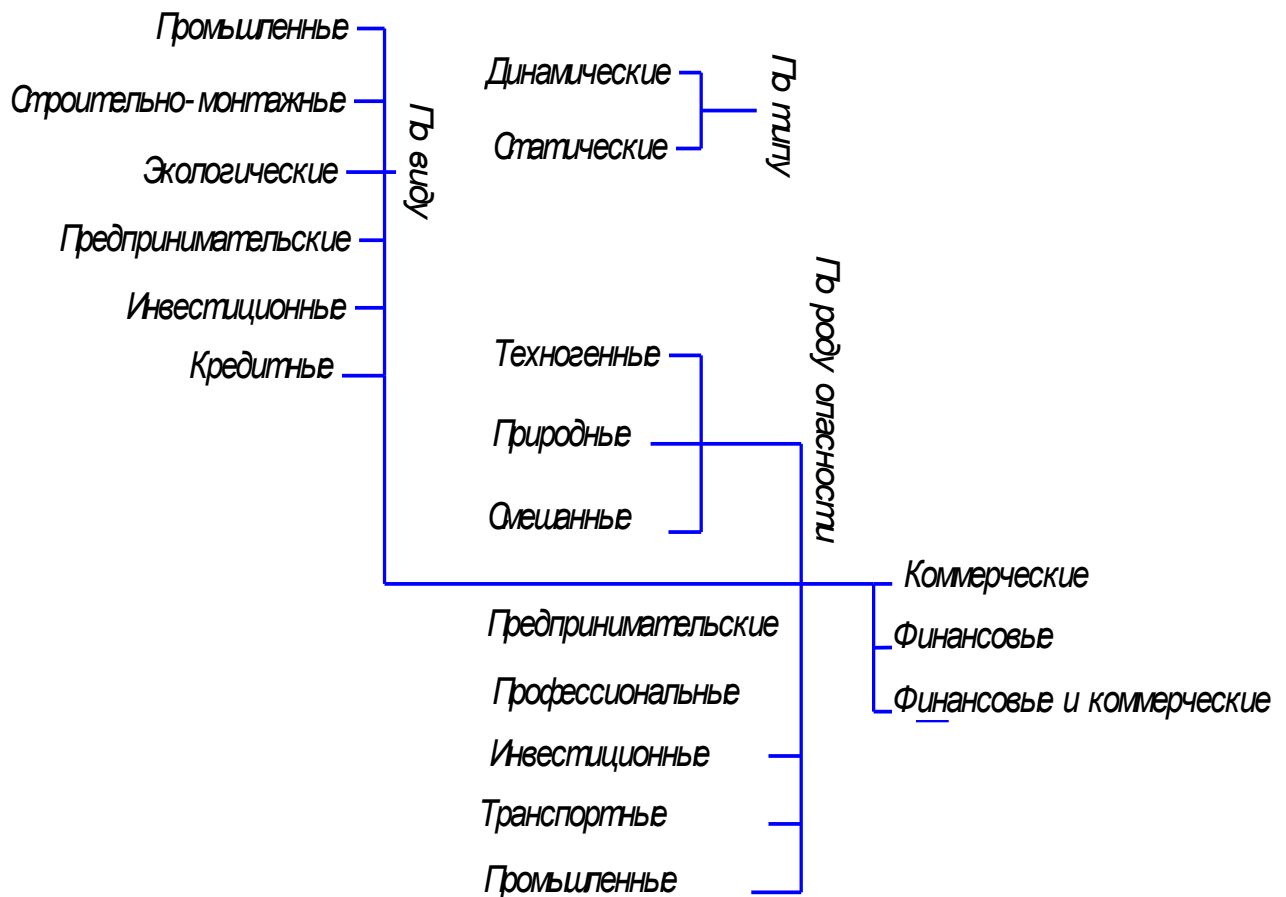 Промышленные
Строительно-монтажные
Экологические
Предпринимательские
Инвестиционные
Кредитные
По виду
Динамические
Статические
По типу
Техногенные
Природные
Смешанные
По роду опасности
Предпринимательские
Профессиональные
Инвестиционные
Транспортные
Промышленные
Коммерческие
Финансовые
Финансовые и коммерческие